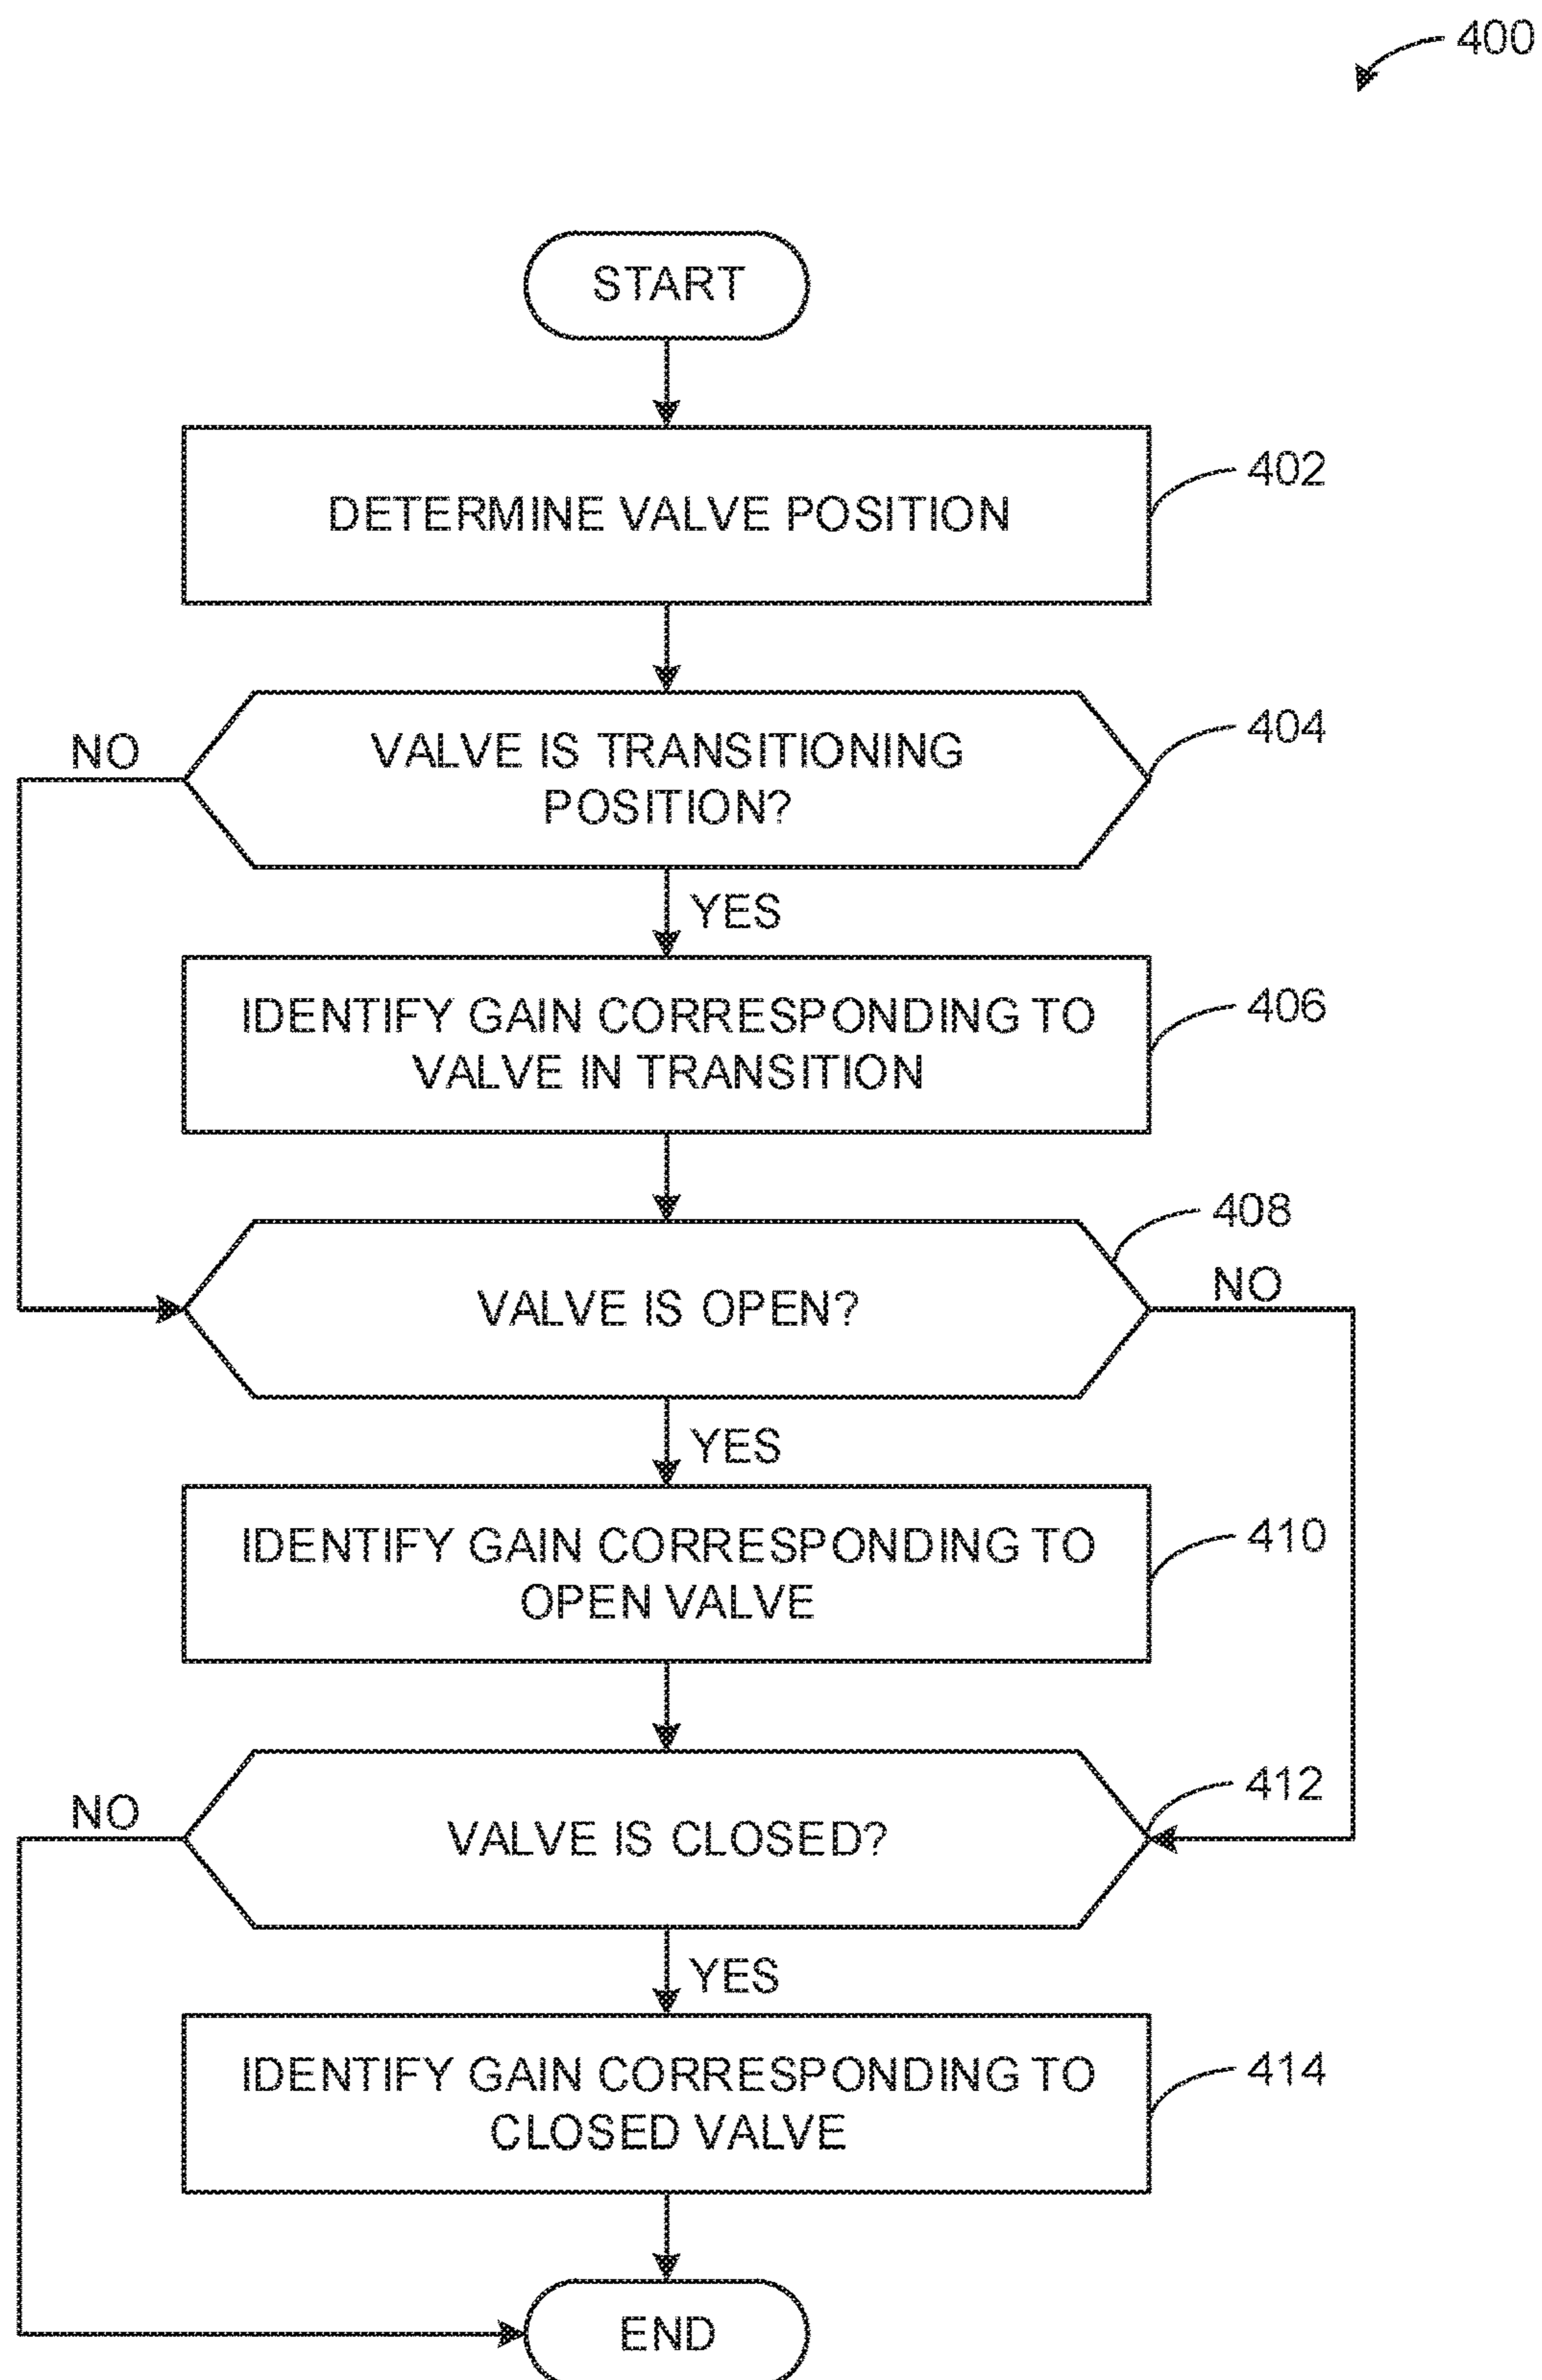 400
START
DETERMINE VALVE POSITION
402
NO
VALVE IS TRANSITIONING
POSITION?
404
YES
IDENTIFY GAIN CORRESPONDING TO
VALVE IN TRANSITION
406
408
VALVE IS OPEN?
NO
YES
IDENTIFY GAIN CORRESPONDING TO
OPEN VALVE
410
NO
VALVE IS CLOSED?
412
YES
IDENTIFY GAIN CORRESPONDING TO
CLOSED VALVE
414
END